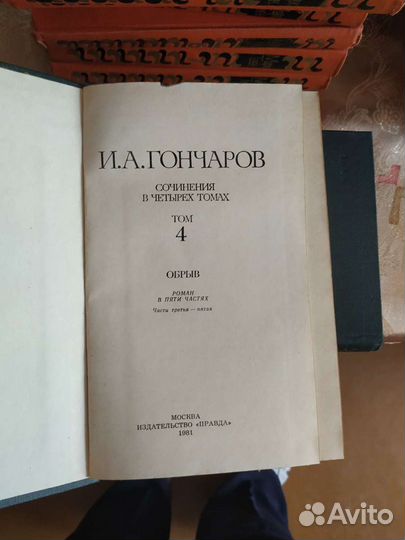 И.А.ГОНЧАРОВ
СОЧИНЕНИЯ
В ЧЕТЫРЕХ ТОМАХ
ТОМ
4
ОБРЫВ
РОМАН
В ПЯТИ ЧАСТЯХ
Части третья — пятая
МОСКВА
ИЗДАТЕЛЬСТВО «ПРАВДА»
1981
Avito